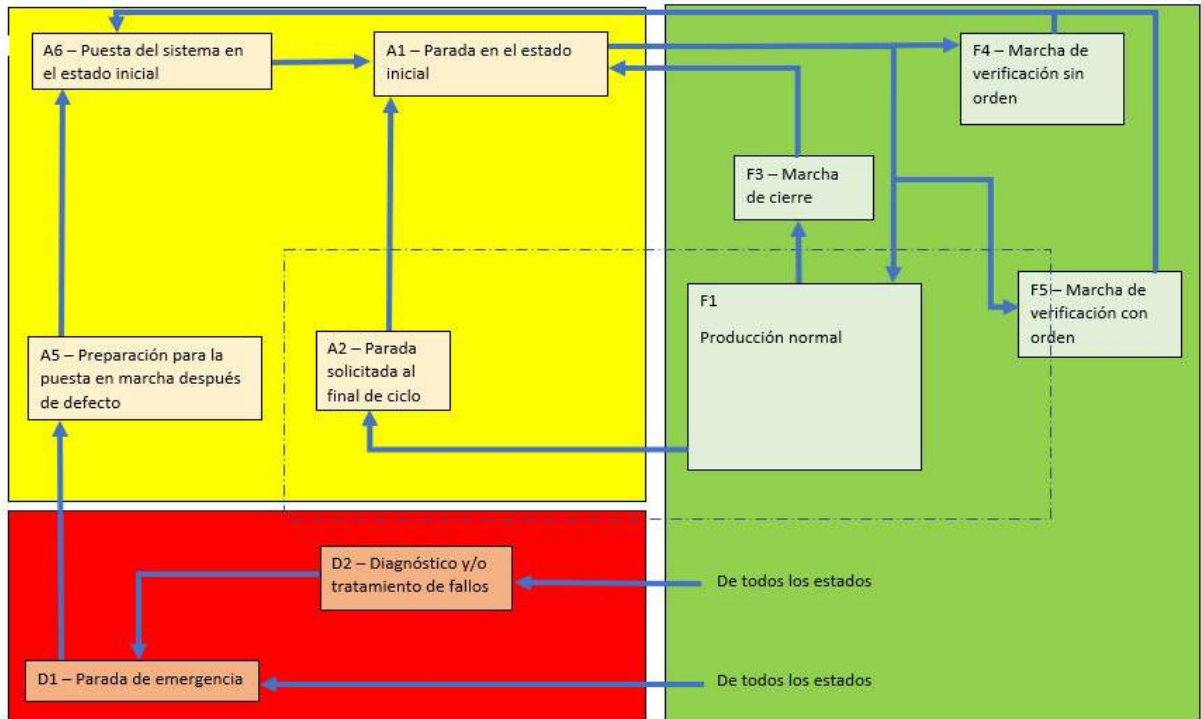 A6 – Puesta del sistema en
el estado inicial
A1 – Parada en el estado
inicial
F4 – Marcha de
verificación sin
orden
F3 – Marcha
de cierre
F1
Producción normal
F5 – Marcha de
verificación con
orden
A5 – Preparación para la
puesta en marcha después
de defecto
A2 – Parada
solicitada al
final de ciclo
D2 – Diagnóstico y/o
tratamiento de fallos
De todos los estados
D1 – Parada de emergencia
De todos los estados